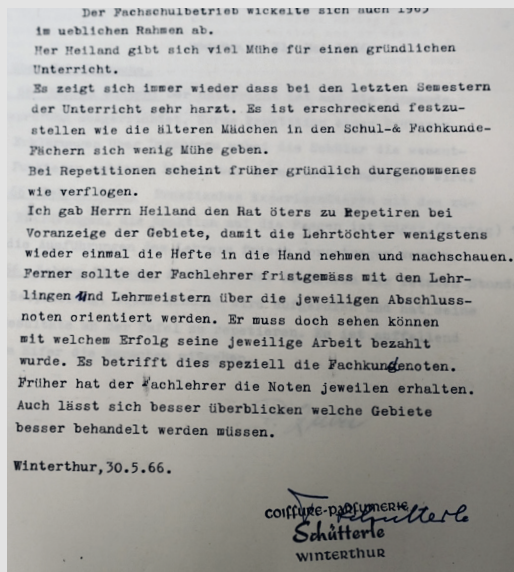 Der Fachschulbetrieb wickelte sich auch 1965
im ueblichen Rahmen ab.
Her Heiland gibt sich viel Mühe für einen gründlichen
Unterricht.
Es zeigt sich immer wieder dass bei den letzten Semestern
der Unterricht sehr harzt. Es ist erschreckend festzu-
stellen wie die älteren Mädchen in den Schul-& Fachkunde-
Fächern sich wenig Mühe geben.
Bei Repetitionen scheint früher gründlich durgenommenes
wie verflogen.
Ich gab Herrn Heiland den Rat öters zu Repetiren bei
Voranzeige der Gebiete, damit die Lehrtöchter wenigstens
wieder einmal die Hefte in die Hand nehmen und nachschauen.
Ferner sollte der Fachlehrer fristgemäss mit den Lehr-
lingen und Lehrmeistern über die jeweiligen Abschluss-
noten orientiert werden. Er muss doch sehen können
mit welchem Erfolg seine jeweilige Arbeit bezahlt
wurde. Es betrifft dies speziell die Fachkundenoten.
Früher hat der Fachlehrer die Noten jeweilen erhalten.
Auch lässt sich besser überblicken welche Gebiete
besser behandelt werden müssen.
Winterthur,30.5.66.
COIFFURE-PARFUMERIE
Schütterle
WINTERTHUR